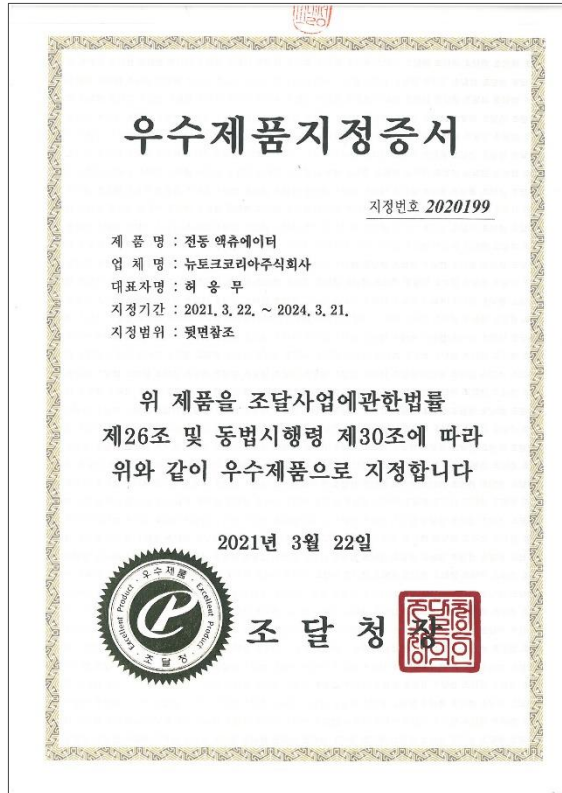 우수제품지정증서
지정번호 2020199
제 품 명 : 전동 액츄에이터
업 체 명 : 뉴토크코리아주식회사
대표자명 : 허 용 무
지정기간 : 2021. 3. 22. ~ 2024. 3. 21.
지정범위 : 뒷면참조
위 제품을 조달사업에관한법률
제26조 및 동법시행령 제30조에 따라
위와 같이 우수제품으로 지정합니다
2021년 3월 22일
· 우수제품 ·
Excellent Product
Excellent Product
· 조달청 ·
조 달 청 장